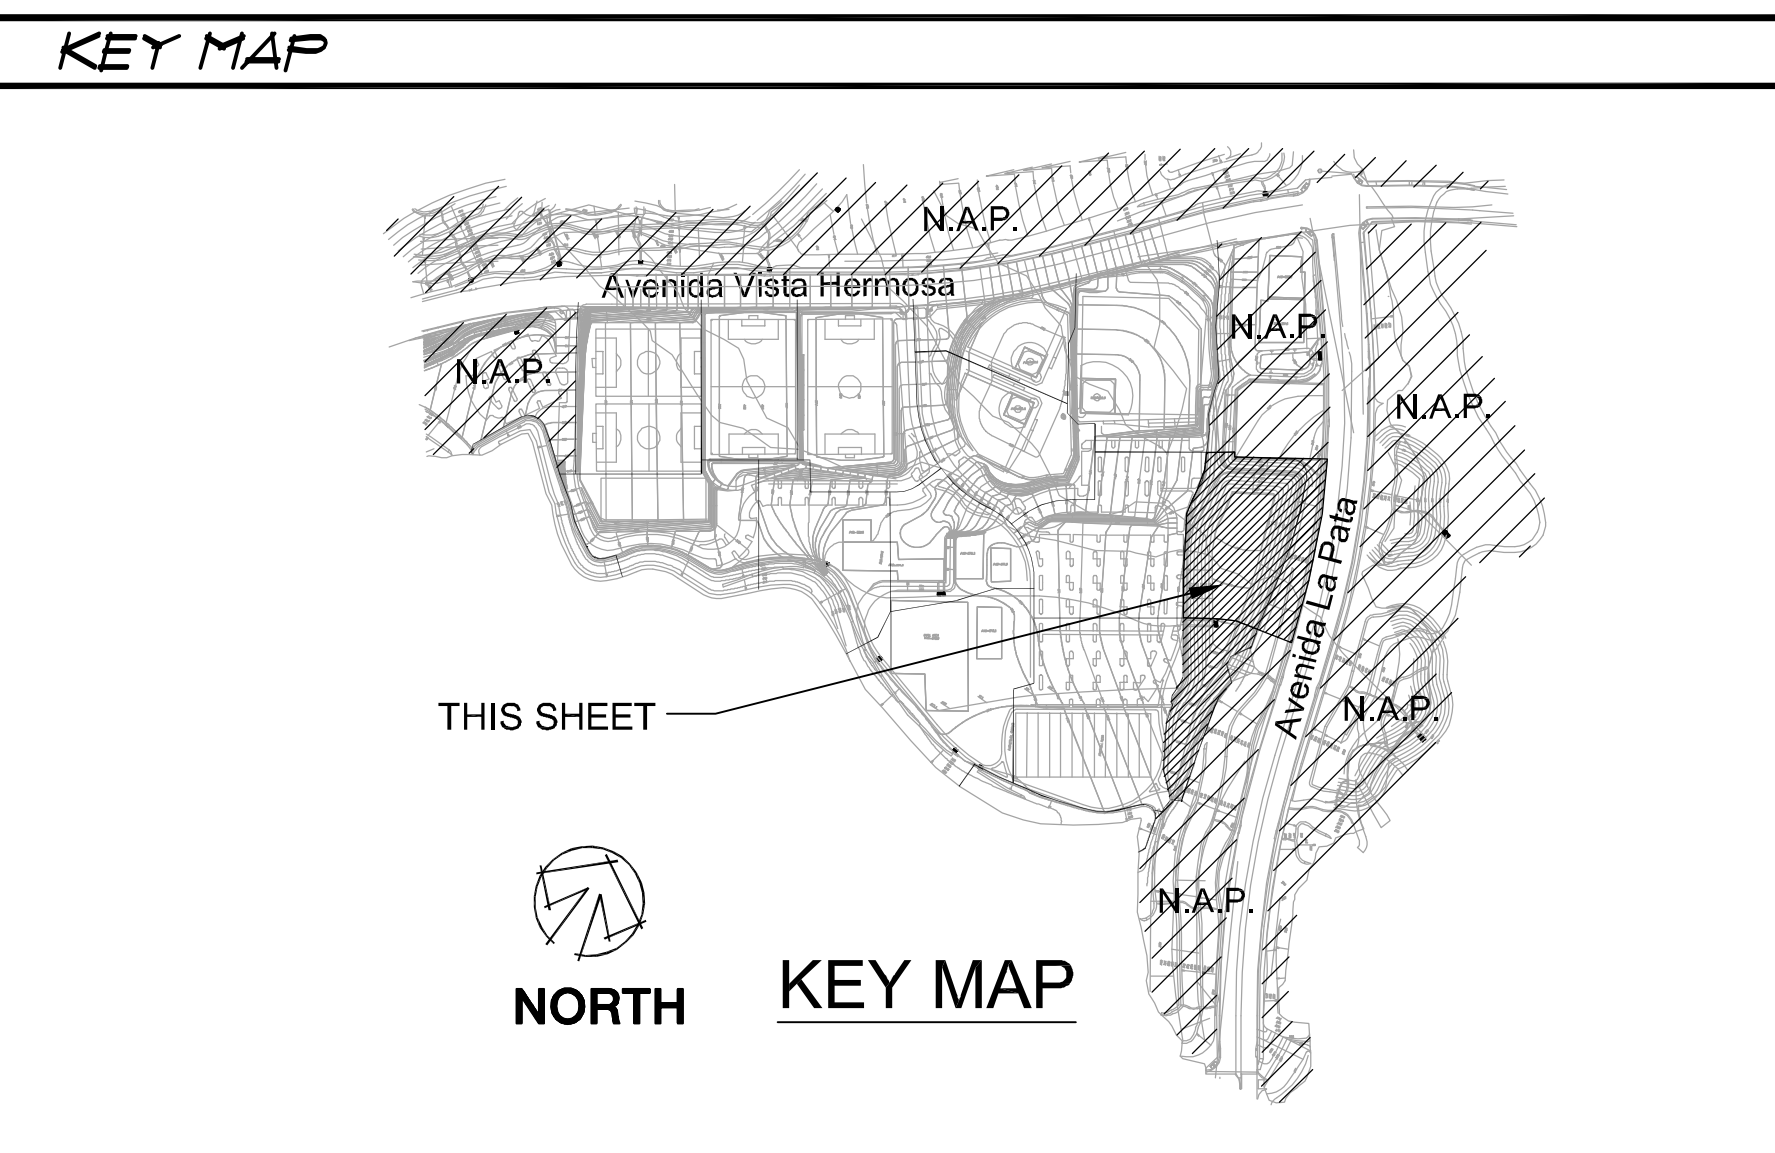 KEY MAP
N.A.P.
Avenida Vista Hermosa
N.A.P.
N.A.P.
N.A.P.
Avenida La Pata
THIS SHEET
N.A.P.
N.A.P.
NORTH
KEY MAP